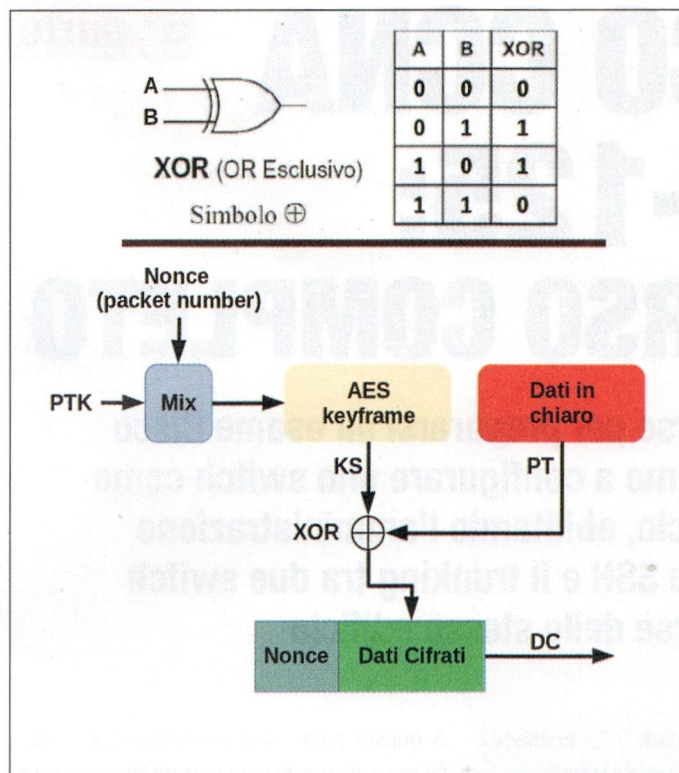 A
B
XOR (OR Esclusivo)
Simbolo ⊕
A B XOR
0 0 0
0 1 1
1 0 1
1 1 0
Nonce
(packet number)
PTK
Mix
AES
keyframe
Dati in
chiaro
KS
PT
XOR
Nonce
Dati Cifrati
DC